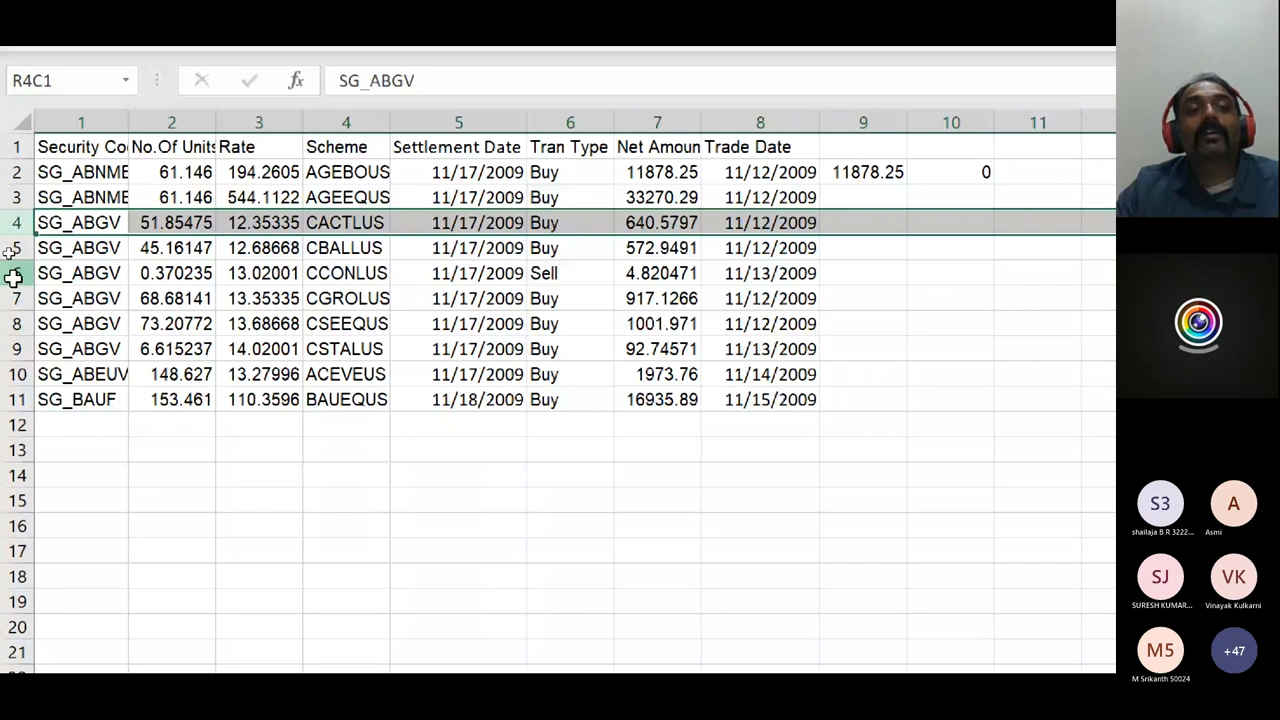 R4C1 fx SG_ABGV
1 2 3 4 5 6 7 8 9 10 11
1 Security Co No.Of Units Rate Scheme Settlement Date Tran Type Net Amoun Trade Date
2 SG_ABNME 61.146 194.2605 AGEBOUS 11/17/2009 Buy 11878.25 11/12/2009 11878.25 0
3 SG_ABNME 61.146 544.1122 AGEEQUS 11/17/2009 Buy 33270.29 11/12/2009
4 SG_ABGV 51.85475 12.35335 CACTLUS 11/17/2009 Buy 640.5797 11/12/2009
5 SG_ABGV 45.16147 12.68668 CBALLUS 11/17/2009 Buy 572.9491 11/12/2009
6 SG_ABGV 0.370235 13.02001 CCONLUS 11/17/2009 Sell 4.820471 11/13/2009
7 SG_ABGV 68.68141 13.35335 CGROLUS 11/17/2009 Buy 917.1266 11/12/2009
8 SG_ABGV 73.20772 13.68668 CSEEQUS 11/17/2009 Buy 1001.971 11/12/2009
9 SG_ABGV 6.615237 14.02001 CSTALUS 11/17/2009 Buy 92.74571 11/13/2009
10 SG_ABEUV 148.627 13.27996 ACEVEUS 11/17/2009 Buy 1973.76 11/14/2009
11 SG_BAUF 153.461 110.3596 BAUEQUS 11/18/2009 Buy 16935.89 11/15/2009
12
13
14
15
16
17
18
19
20
21
S3 A
shailaja B R 3222... Asmi
SJ VK
SURESH KUMAR... Vinayak Kulkarni
M5 +47
M Srikanth 50024